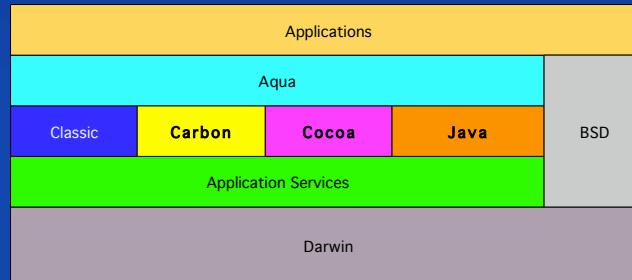 Applications
Aqua
Classic Carbon Cocoa Java BSD
Application Services
Darwin